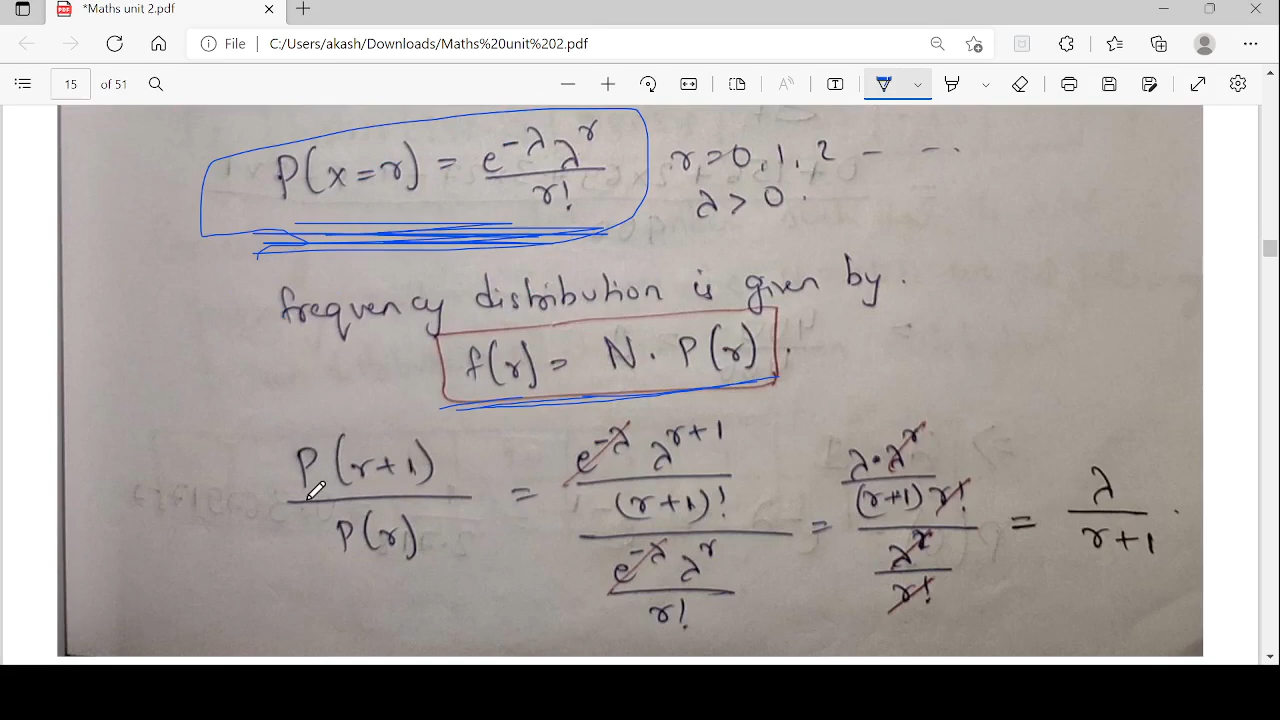 *Maths unit 2.pdf
File C:/Users/akash/Downloads/Maths%20unit%202.pdf
15 of 51
P(x=r) = e^-λ λ^r / r! r=0,1,2 - -.
λ > 0.
frequency distribution is given by.
f(r) = N. P(r).
P(r+1) / P(r) = (e^-λ λ^r+1 / (r+1)!) / (e^-λ λ^r / r!) = (λ·λ^r / (r+1) r!) / (λ^r / r!) = λ / r+1.